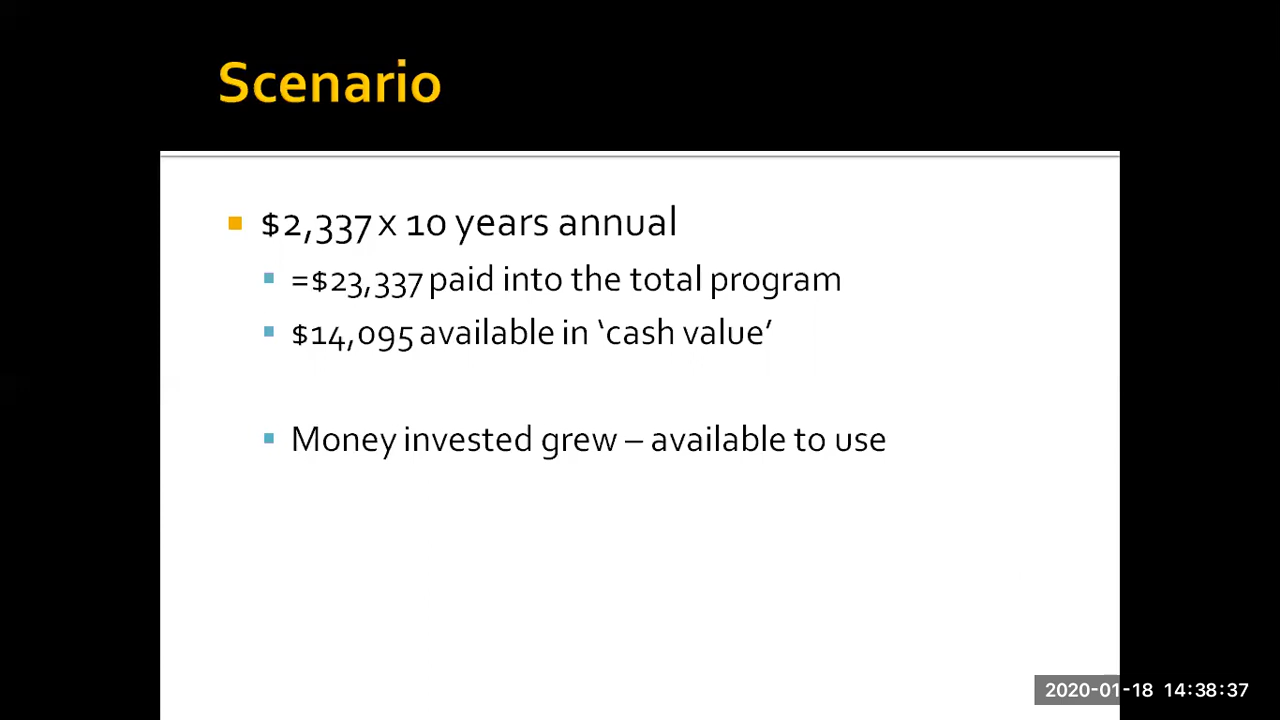 Scenario
$2,337 x 10 years annual
=$23,337 paid into the total program
$14,095 available in ‘cash value’
Money invested grew – available to use
2020-01-18 14:38:37